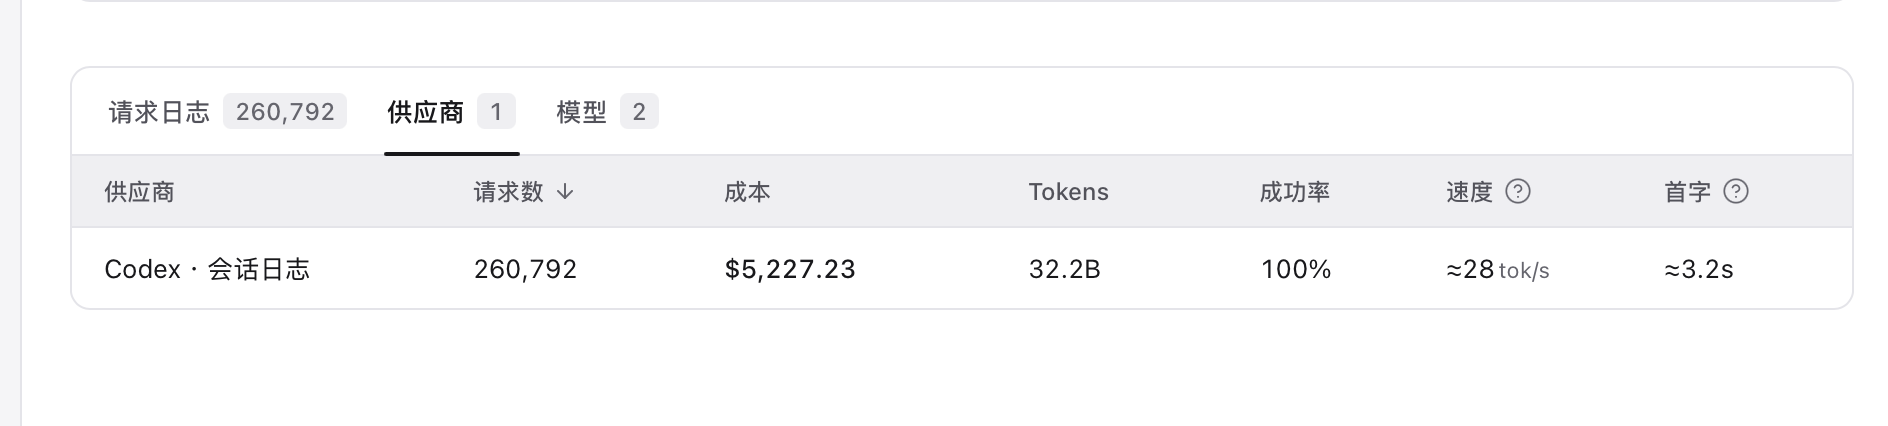 请求日志 260,792 供应商 1 模型 2
供应商 请求数 ↓ 成本 Tokens 成功率 速度 ? 首字 ?
Codex · 会话日志 260,792 $5,227.23 32.2B 100% ≈28 tok/s ≈3.2s